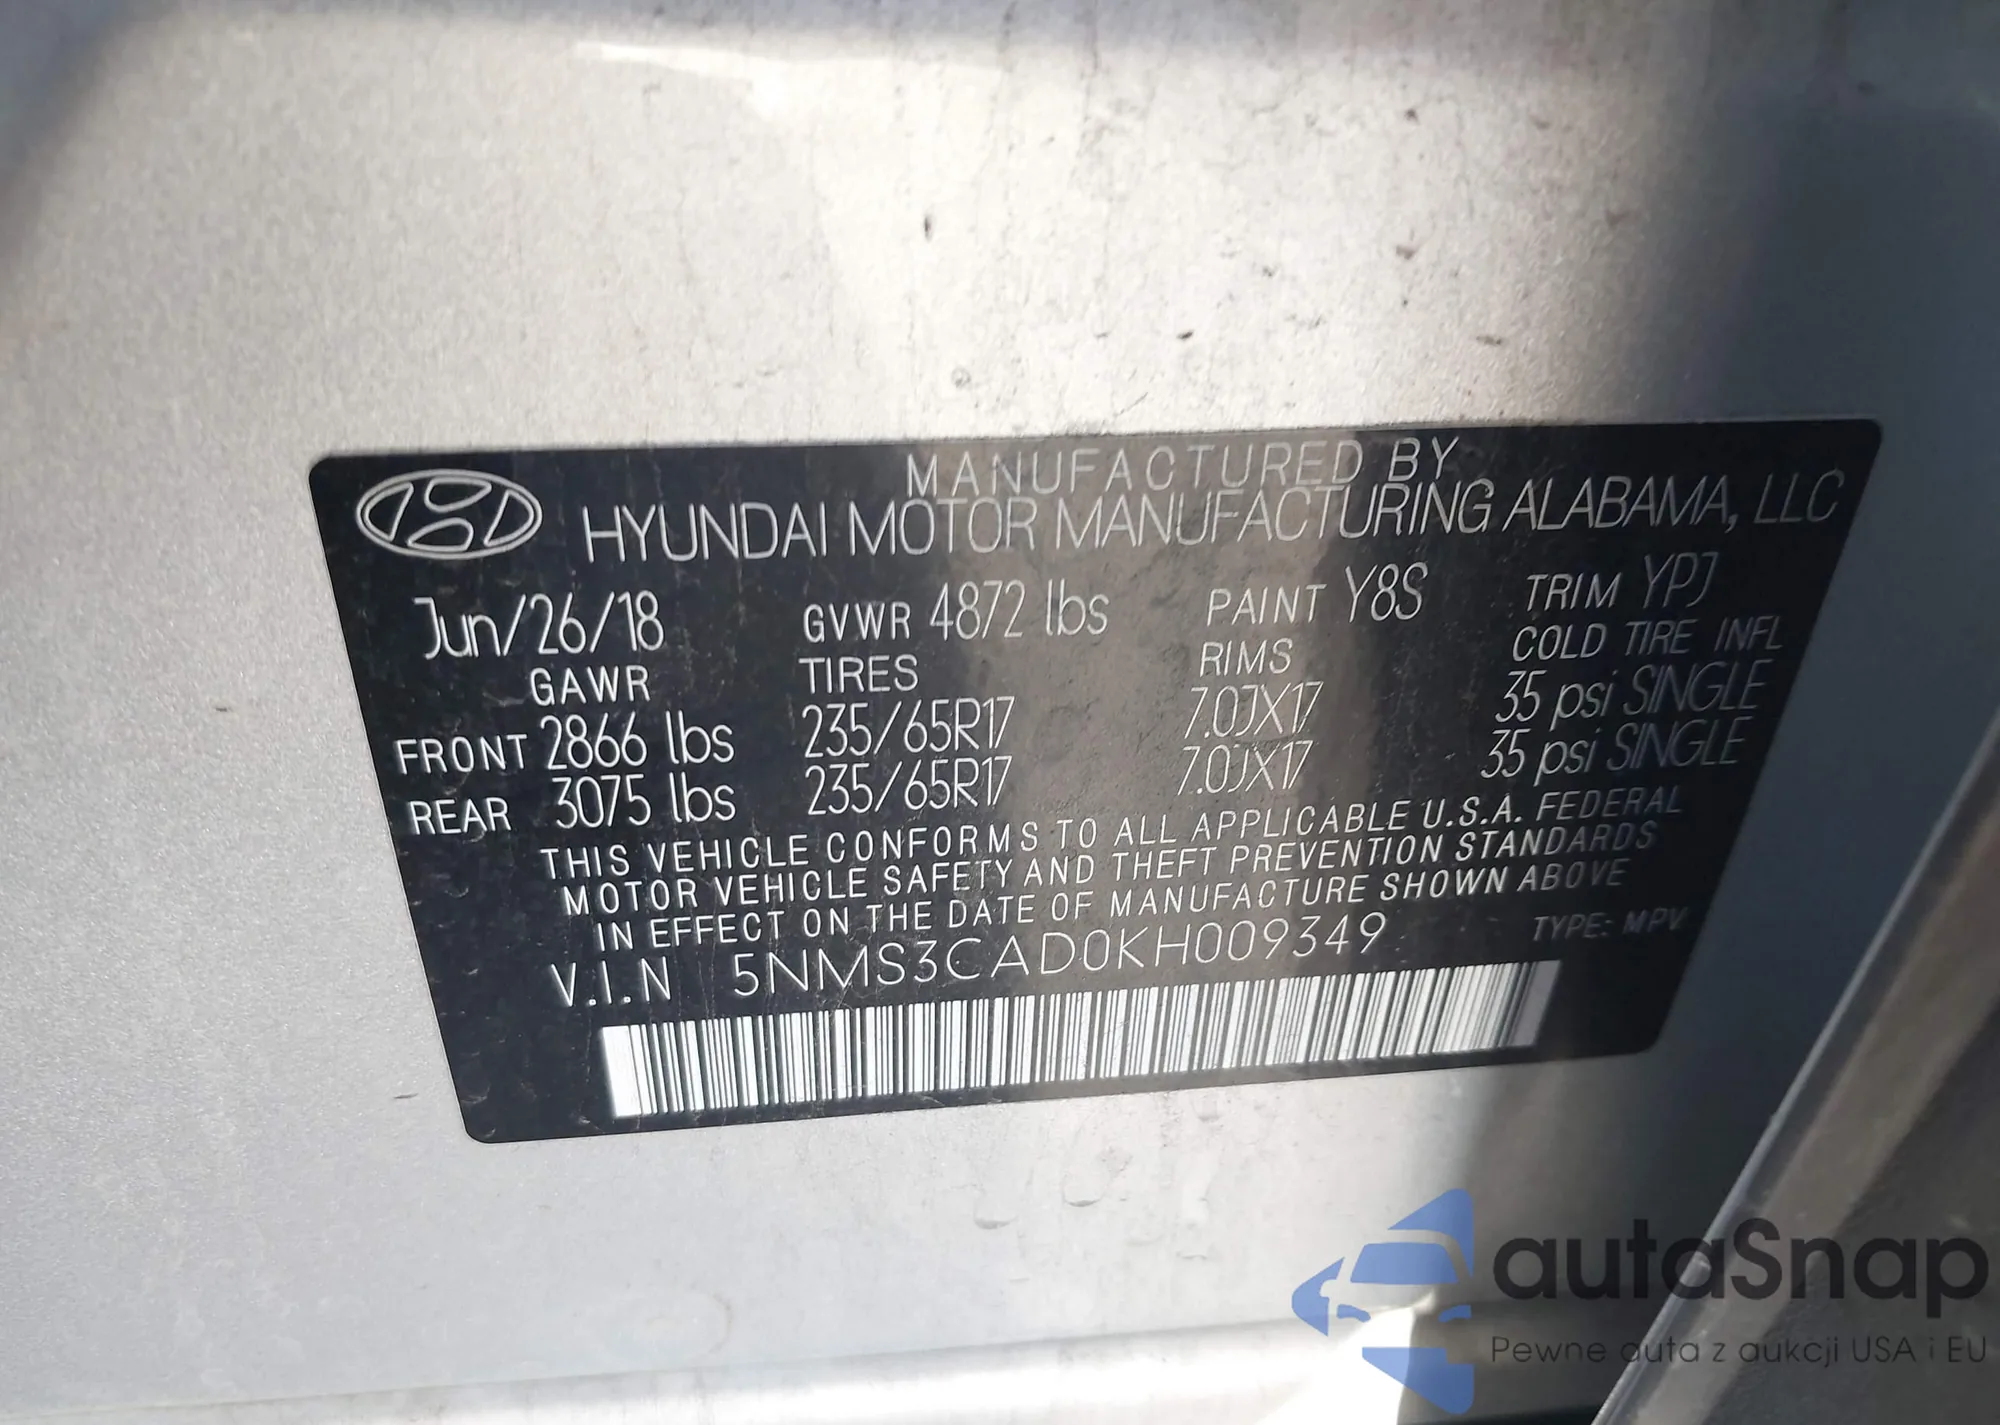 MANUFACTURED BY
HYUNDAI MOTOR MANUFACTURING ALABAMA, LLC
Jun/26/18 GVWR 4872 lbs PAINT Y8S TRIM YPJ
GAWR TIRES RIMS COLD TIRE INFL
FRONT 2866 lbs 235/65R17 7.0JX17 35 psi SINGLE
REAR 3075 lbs 235/65R17 7.0JX17 35 psi SINGLE
THIS VEHICLE CONFORMS TO ALL APPLICABLE U.S.A. FEDERAL
MOTOR VEHICLE SAFETY AND THEFT PREVENTION STANDARDS
IN EFFECT ON THE DATE OF MANUFACTURE SHOWN ABOVE
V.I.N 5NMS3CAD0KH009349 TYPE: MPV
autaSnap
Pewne auta z aukcji USA i EU